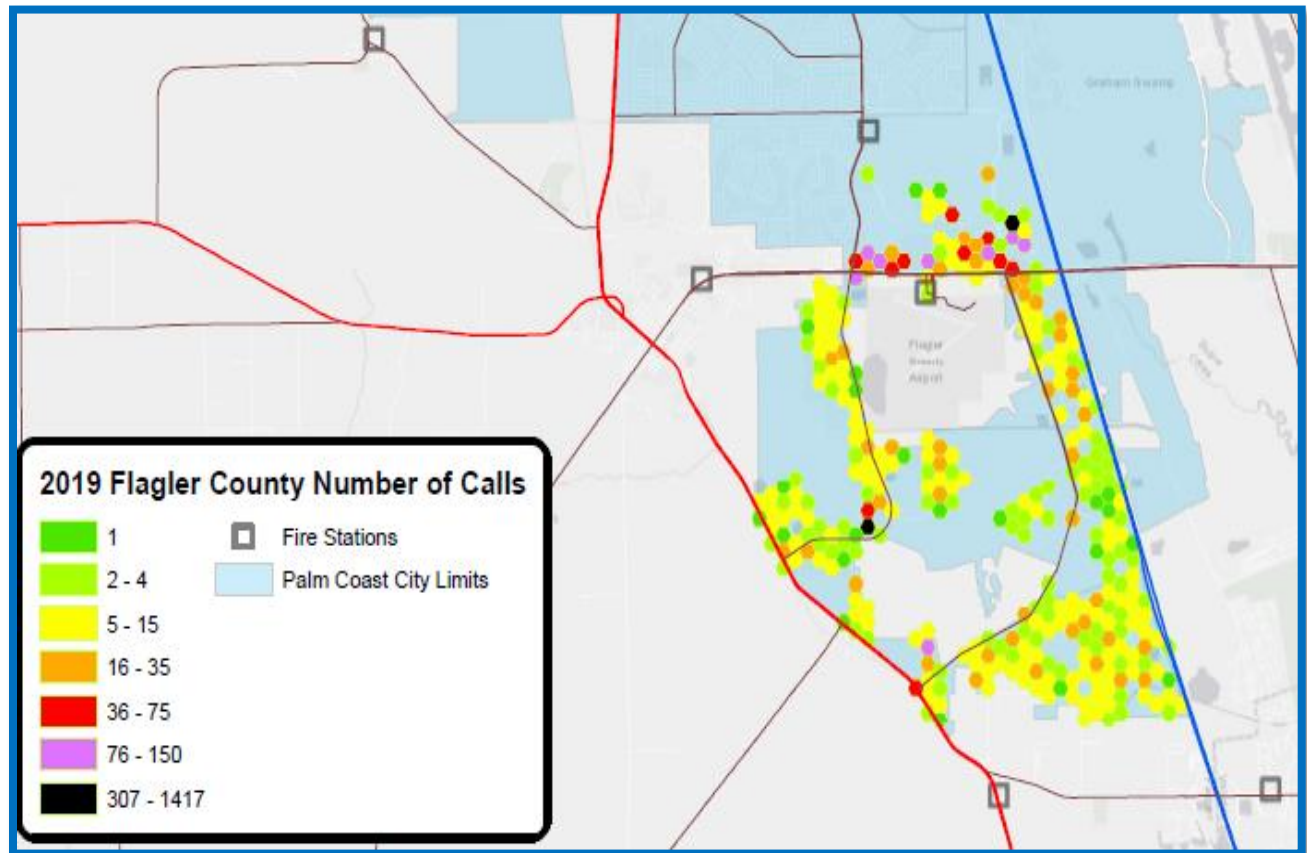 Graham Swamp
Flagler
County
Airport
2019 Flagler County Number of Calls
1
Fire Stations
2 - 4
Palm Coast City Limits
5 - 15
16 - 35
36 - 75
76 - 150
307 - 1417